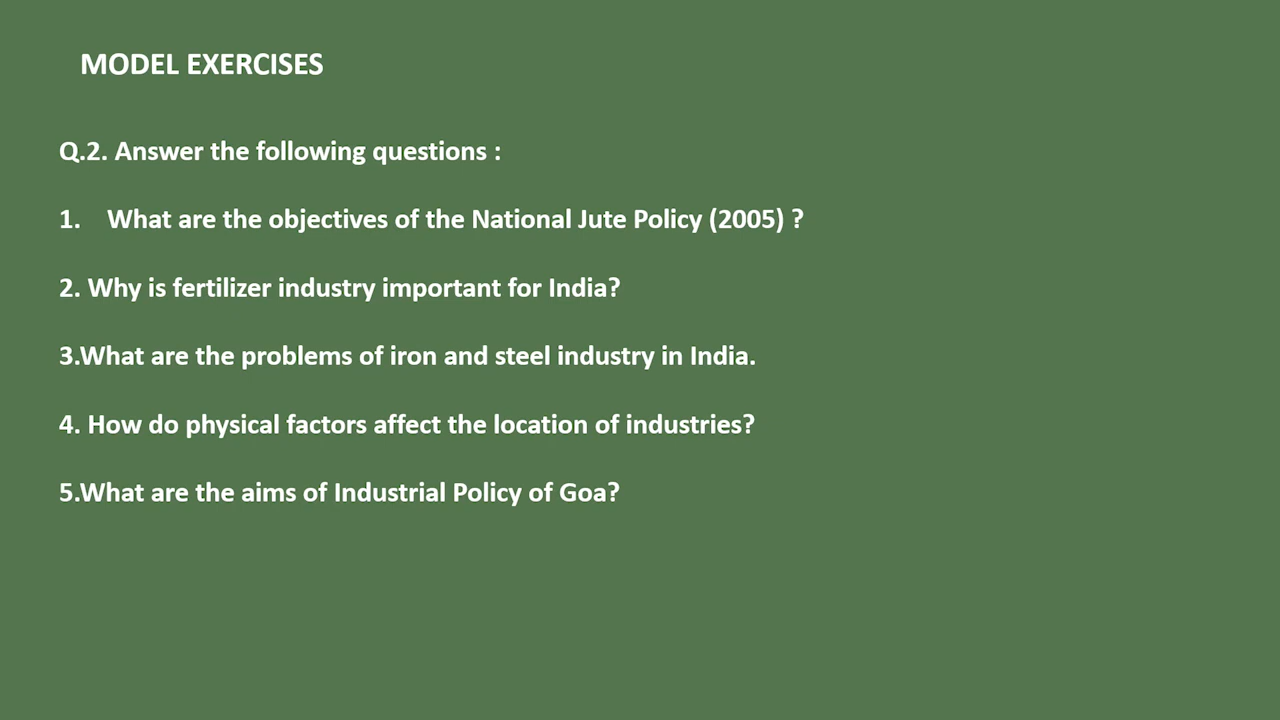 MODEL EXERCISES
Q.2. Answer the following questions :
1. What are the objectives of the National Jute Policy (2005) ?
2. Why is fertilizer industry important for India?
3.What are the problems of iron and steel industry in India.
4. How do physical factors affect the location of industries?
5.What are the aims of Industrial Policy of Goa?